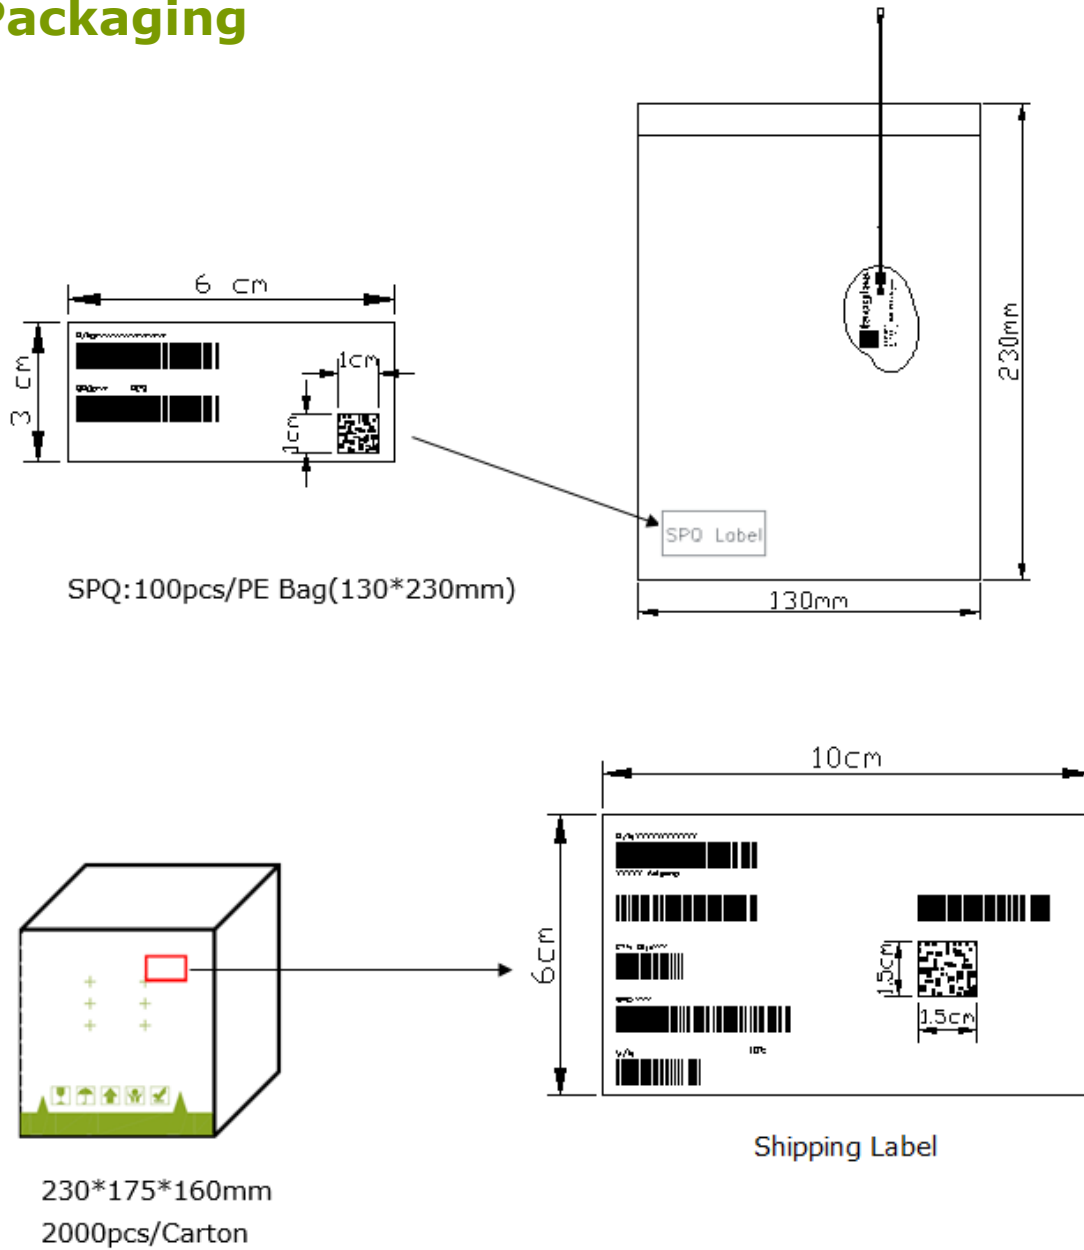 Packaging
6 cm
3 cm
1cm
1cm
230mm
SPQ Label
130mm
SPQ:100pcs/PE Bag(130*230mm)
10cm
6cm
1.5cm
1.5cm
Shipping Label
230*175*160mm
2000pcs/Carton